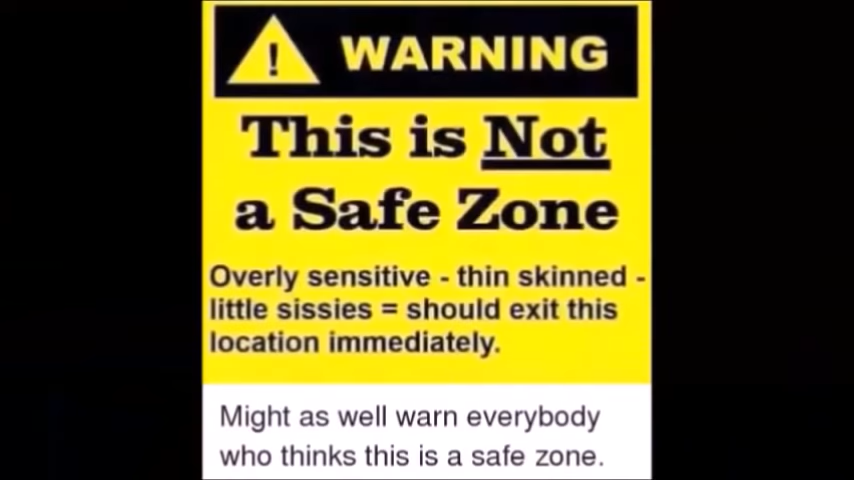 ! WARNING
This is Not
a Safe Zone
Overly sensitive - thin skinned -
little sissies = should exit this
location immediately.
Might as well warn everybody
who thinks this is a safe zone.